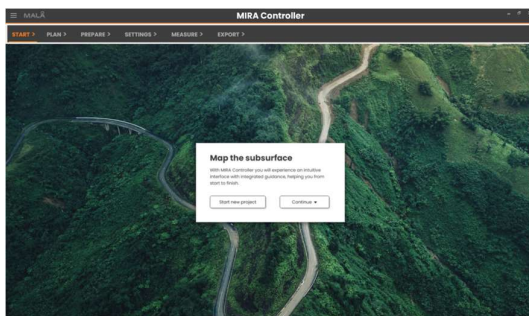 MALÅ
MIRA Controller
START > PLAN > PREPARE > SETTINGS > MEASURE > EXPORT >
Map the subsurface
With MIRA Controller you will experience an intuitive
interface with integrated guidance, helping you from
start to finish.
Start new project
Continue